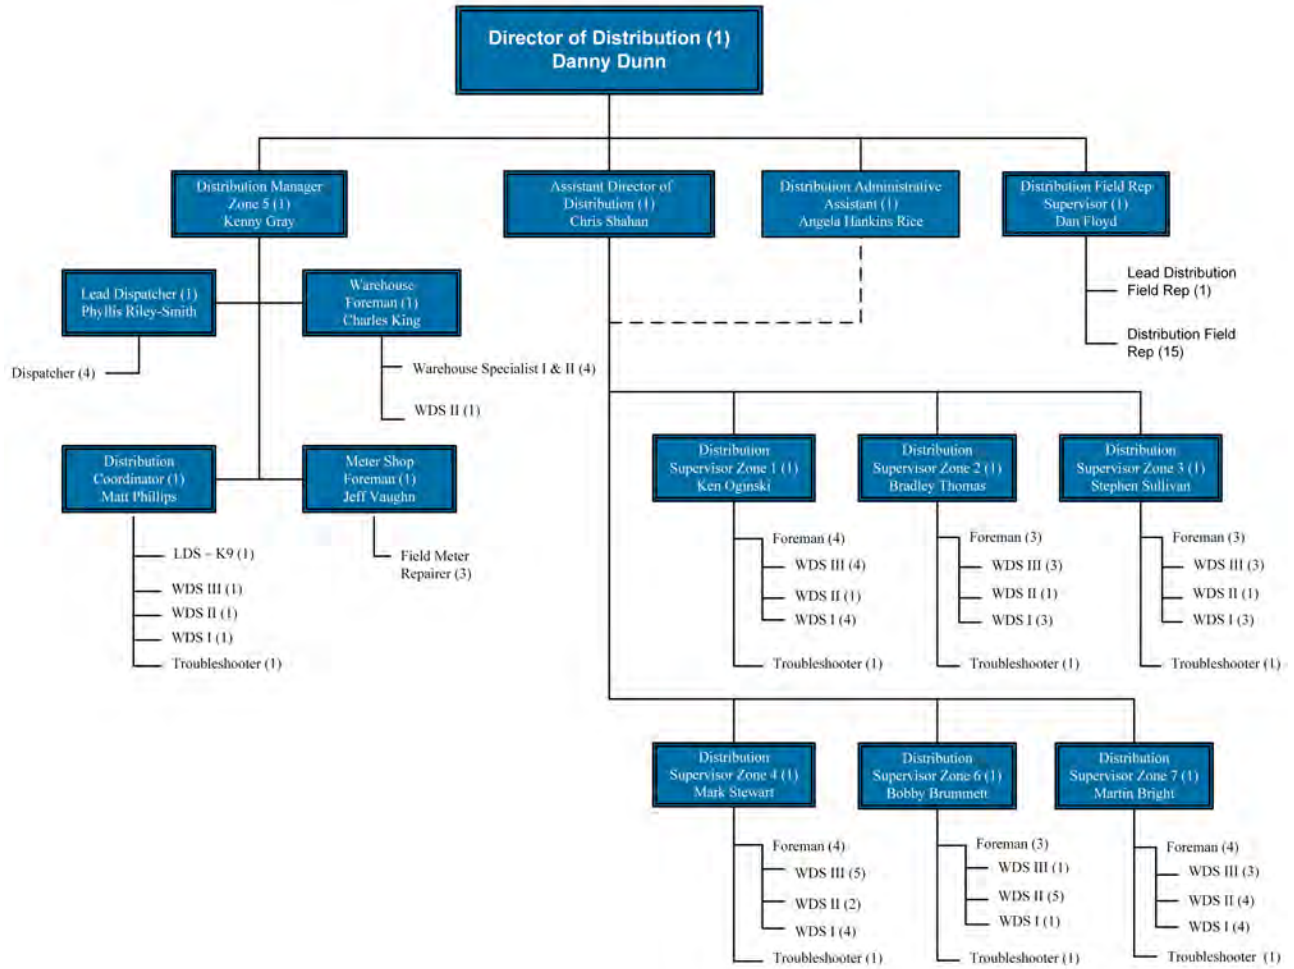 Director of Distribution (1)
Danny Dunn
Distribution Manager
Zone 5 (1)
Kenny Gray
Assistant Director of
Distribution (1)
Chris Shahan
Distribution Administrative
Assistant (1)
Angela Hankins Rice
Distribution Field Rep
Supervisor (1)
Dan Floyd
Lead Dispatcher (1)
Phyllis Riley-Smith
Warehouse
Foreman (1)
Charles King
Lead Distribution
Field Rep (1)
Distribution Field
Rep (15)
Dispatcher (4)
Warehouse Specialist I & II (4)
WDS II (1)
Distribution
Coordinator (1)
Matt Phillips
Meter Shop
Foreman (1)
Jeff Vaughn
LDS – K9 (1)
WDS III (1)
WDS II (1)
WDS I (1)
Troubleshooter (1)
Field Meter
Repairer (3)
Distribution
Supervisor Zone 1 (1)
Ken Oginski
Distribution
Supervisor Zone 2 (1)
Bradley Thomas
Distribution
Supervisor Zone 3 (1)
Stephen Sullivan
Foreman (4)
WDS III (4)
WDS II (1)
WDS I (4)
Troubleshooter (1)
Foreman (3)
WDS III (3)
WDS II (1)
WDS I (3)
Troubleshooter (1)
Foreman (3)
WDS III (3)
WDS II (1)
WDS I (3)
Troubleshooter (1)
Distribution
Supervisor Zone 4 (1)
Mark Stewart
Distribution
Supervisor Zone 6 (1)
Bobby Brummett
Distribution
Supervisor Zone 7 (1)
Martin Bright
Foreman (4)
WDS III (5)
WDS II (2)
WDS I (4)
Troubleshooter (1)
Foreman (3)
WDS III (1)
WDS II (5)
WDS I (1)
Troubleshooter (1)
Foreman (4)
WDS III (3)
WDS II (4)
WDS I (4)
Troubleshooter (1)